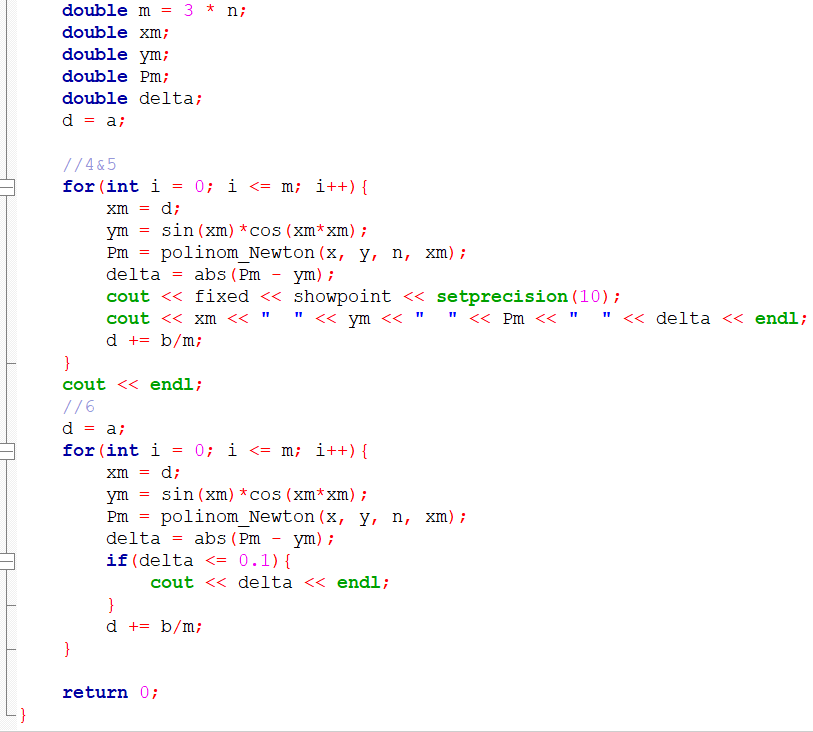 double m = 3 * n;
double xm;
double ym;
double Pm;
double delta;
d = a;
//4&5
for(int i = 0; i <= m; i++){
xm = d;
ym = sin(xm)*cos(xm*xm);
Pm = polinom_Newton(x, y, n, xm);
delta = abs(Pm - ym);
cout << fixed << showpoint << setprecision(10);
cout << xm << "  " << ym << "  " << Pm << "  " << delta << endl;
d += b/m;
}
cout << endl;
//6
d = a;
for(int i = 0; i <= m; i++){
xm = d;
ym = sin(xm)*cos(xm*xm);
Pm = polinom_Newton(x, y, n, xm);
delta = abs(Pm - ym);
if(delta <= 0.1){
cout << delta << endl;
}
d += b/m;
}
return 0;
}